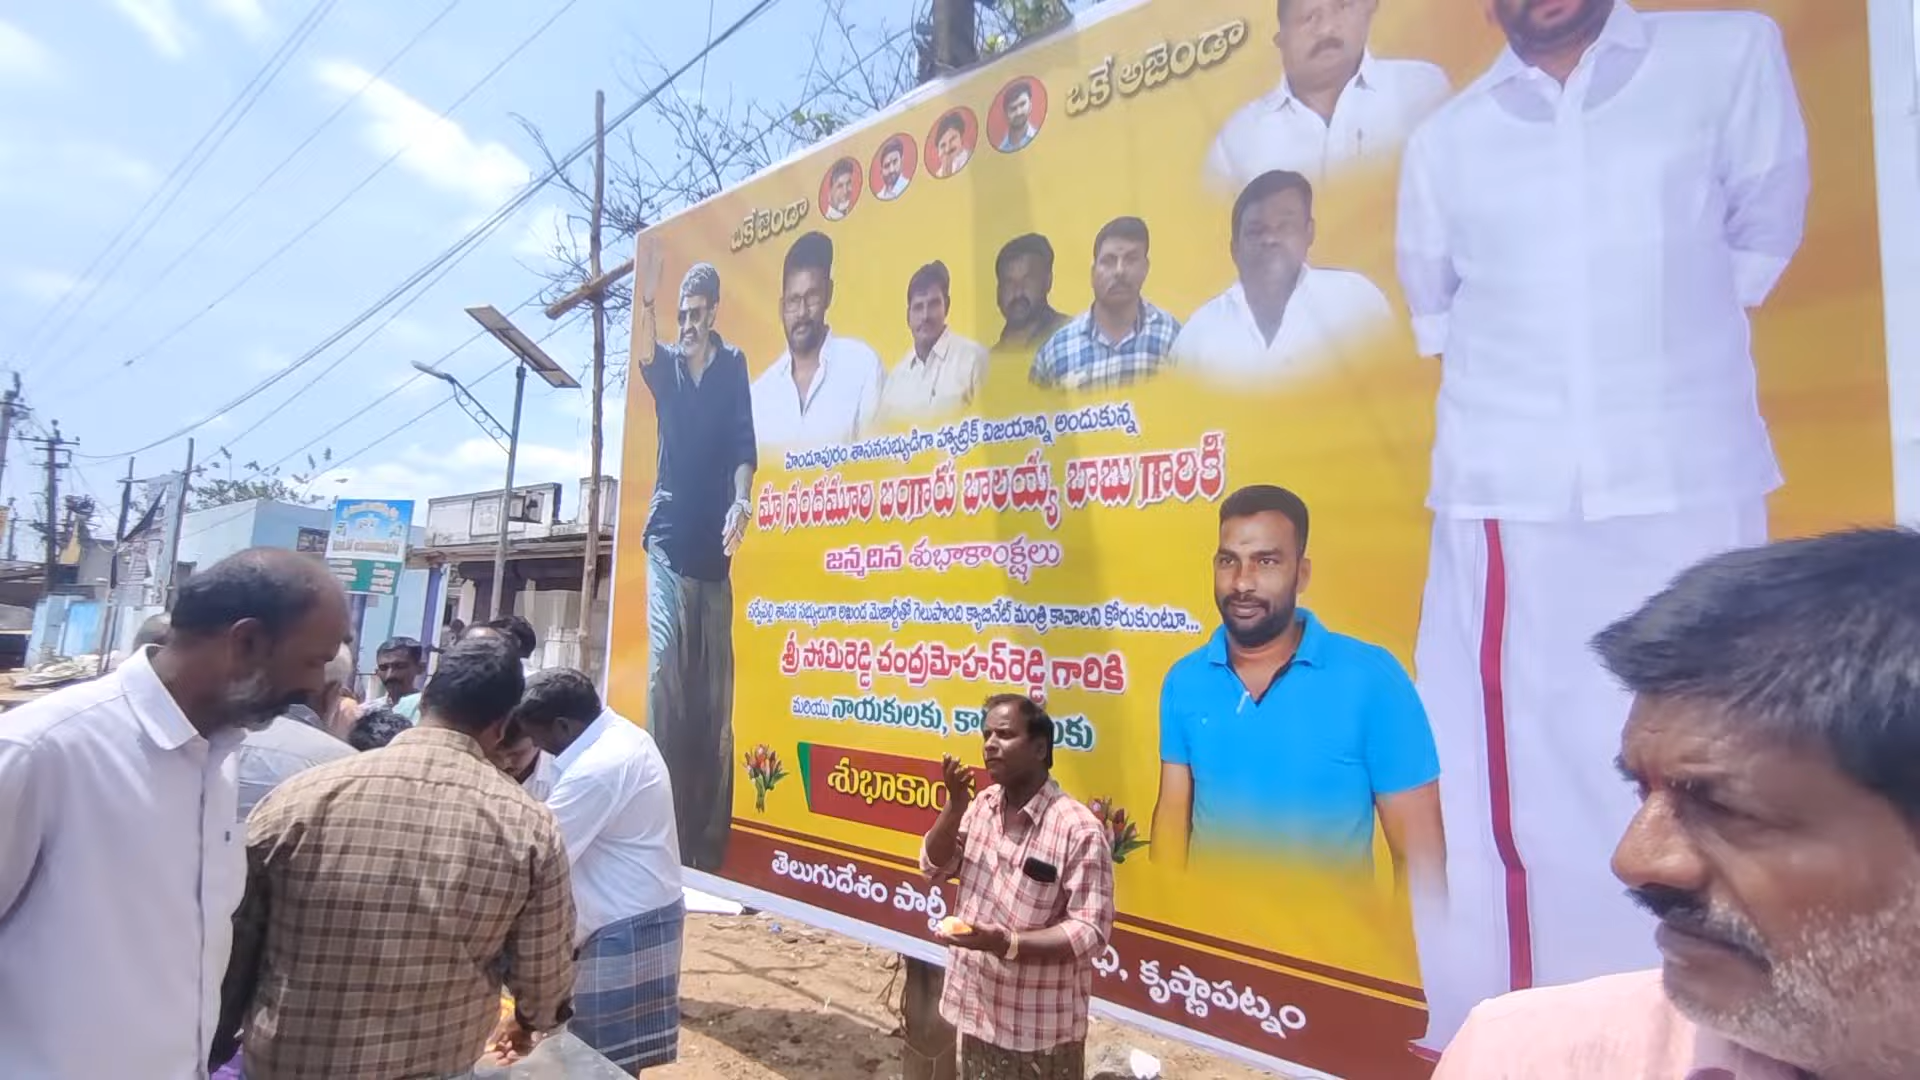 ఒకే జెండా
ఒకే అజెండా
హిందూపురం శాసనసభ్యుడిగా హ్యాట్రిక్ విజయాన్ని అందుకున్న
మా నందమూరి బంగారు బాలయ్య బాబు గారికి
జన్మదిన శుభాకాంక్షలు
సర్వేపల్లి శాసన సభ్యులుగా అఖండ మెజార్టీతో గెలుపొంది క్యాబినేట్ మంత్రి కావాలని కోరుకుంటూ...
శ్రీ సోమిరెడ్డి చంద్రమోహన్‌రెడ్డి గారికి
మరియు నాయకులకు,
తెలుగుదేశం పార్టీ
కృష్ణాపట్నం